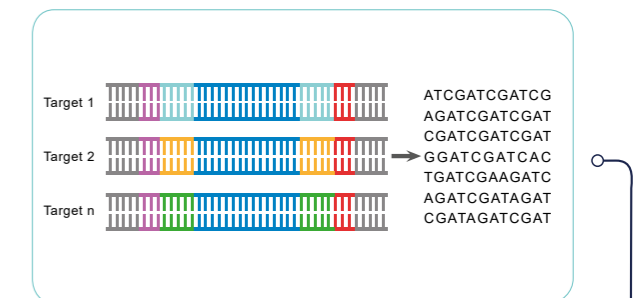 Target 1
Target 2
Target n
ATCGATCGATCG
AGATCGATCGAT
CGATCGATCGAT
GGATCGATCAC
TGATCGAAGATC
AGATCGATAGAT
CGATAGATCGAT